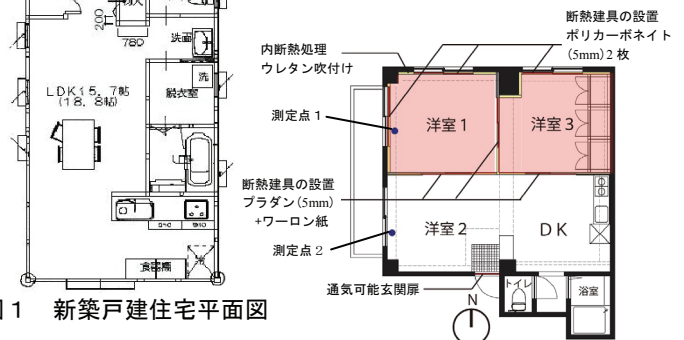 200
780
洗面
洗
LDK15. 7帖
(18. 8帖)
脱衣室
食器棚
冷
図1 新築戸建住宅平面図
断熱建具の設置
ポリカーボネイト
(5mm)2枚
内断熱処理
ウレタン吹付け
測定点1
洋室1
洋室3
断熱建具の設置
プラダン(5mm)
+ワーロン紙
洋室2
DK
測定点2
通気可能玄関扉
N
トイレ
浴室